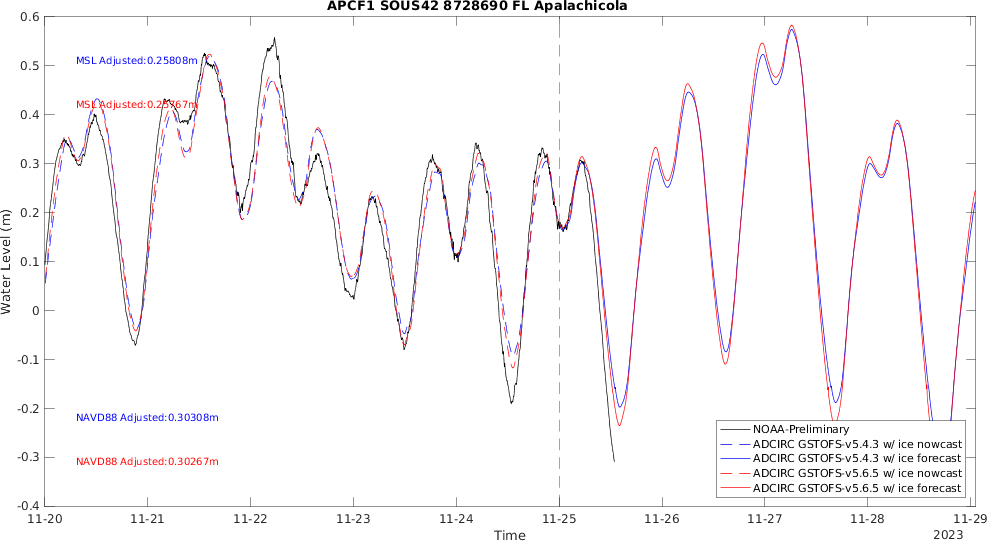 APCF1 SOUS42 8728690 FL Apalachicola
0.6
0.5
0.4
0.3
0.2
0.1
0
-0.1
-0.2
-0.3
-0.4
Water Level (m)
MSL Adjusted:0.25808m
MSL Adjusted:0.25767m
NAVD88 Adjusted:0.30308m
NAVD88 Adjusted:0.30267m
NOAA-Preliminary
ADCIRC GSTOFS-v5.4.3 w/ ice nowcast
ADCIRC GSTOFS-v5.4.3 w/ ice forecast
ADCIRC GSTOFS-v5.6.5 w/ ice nowcast
ADCIRC GSTOFS-v5.6.5 w/ ice forecast
11-20 11-21 11-22 11-23 11-24 11-25 11-26 11-27 11-28 11-29
Time
2023